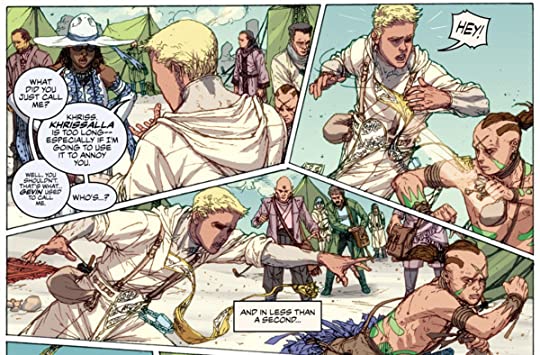 WHAT
DID YOU
JUST CALL
ME?
KHRISS.
KHRISSALLA
IS TOO LONG--
ESPECIALLY IF I'M
GOING TO USE
IT TO ANNOY
YOU.
WELL, YOU
SHOULDN'T.
THAT'S WHAT...
GEVIN USED
TO CALL
ME.
WHO'S...?
HEY!
AND IN LESS THAN
A SECOND...